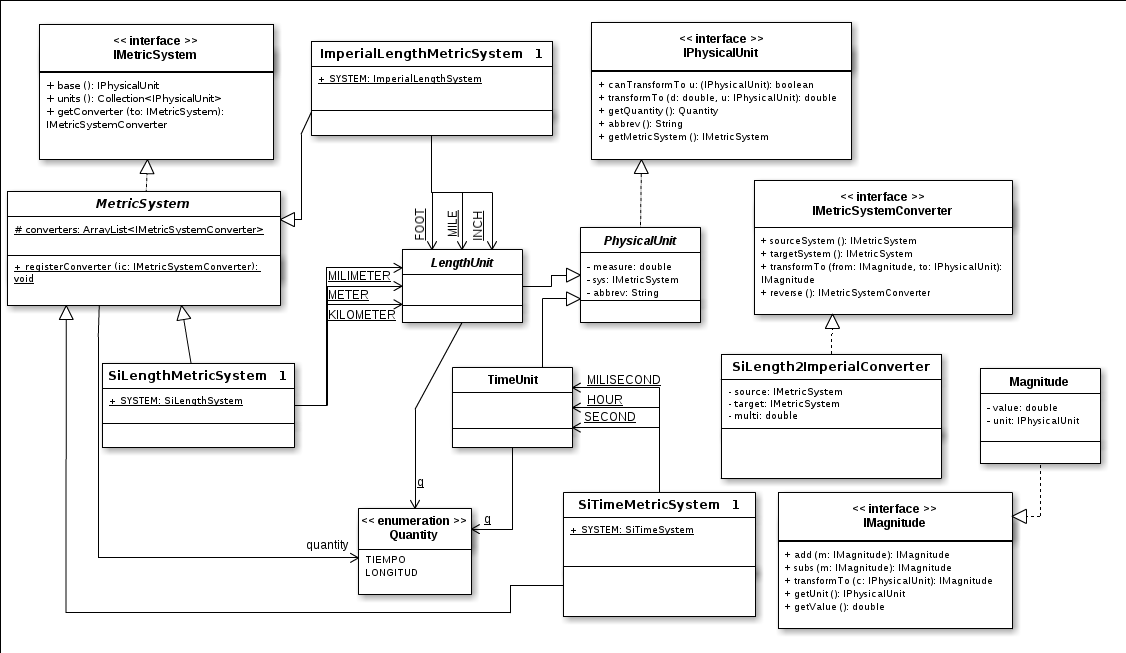 << interface >>
IMetricSystem
+ base (): IPhysicalUnit
+ units (): Collection<IPhysicalUnit>
+ getConverter (to: IMetricSystem):
IMetricSystemConverter
ImperialLengthMetricSystem 1
+ SYSTEM: ImperialLengthSystem
<< interface >>
IPhysicalUnit
+ canTransformTo u: (IPhysicalUnit): boolean
+ transformTo (d: double, u: IPhysicalUnit): double
+ getQuantity (): Quantity
+ abbrev (): String
+ getMetricSystem (): IMetricSystem
MetricSystem
# converters: ArrayList<IMetricSystemConverter>
+ registerConverter (ic: IMetricSystemConverter):
void
FOOT
MILE
INCH
<< interface >>
IMetricSystemConverter
+ sourceSystem (): IMetricSystem
+ targetSystem (): IMetricSystem
+ transformTo (from: IMagnitude, to: IPhysicalUnit):
IMagnitude
+ reverse (): IMetricSystemConverter
LengthUnit
PhysicalUnit
- measure: double
- sys: IMetricSystem
- abbrev: String
MILIMETER
METER
KILOMETER
SiLengthMetricSystem 1
+ SYSTEM: SiLengthSystem
TimeUnit
MILISECOND
HOUR
SECOND
SiLength2ImperialConverter
- source: IMetricSystem
- target: IMetricSystem
- multi: double
Magnitude
- value: double
- unit: IPhysicalUnit
q
q
quantity
<< enumeration >>
Quantity
TIEMPO
LONGITUD
SiTimeMetricSystem 1
+ SYSTEM: SiTimeSystem
<< interface >>
IMagnitude
+ add (m: IMagnitude): IMagnitude
+ subs (m: IMagnitude): IMagnitude
+ transformTo (c: IPhysicalUnit): IMagnitude
+ getUnit (): IPhysicalUnit
+ getValue (): double